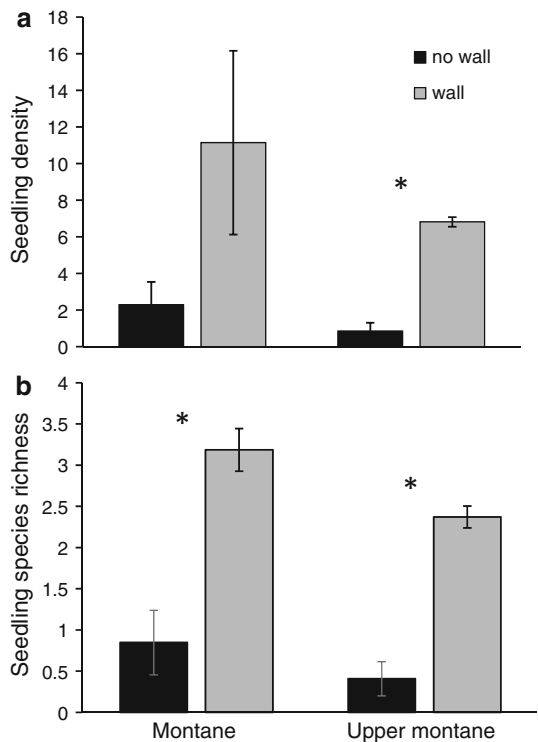 a
18
16
14
12
10
8
6
4
2
0
Seedling density
no wall
wall
*
b
4
3.5
3
2.5
2
1.5
1
0.5
0
Seedling species richness
*
*
Montane
Upper montane